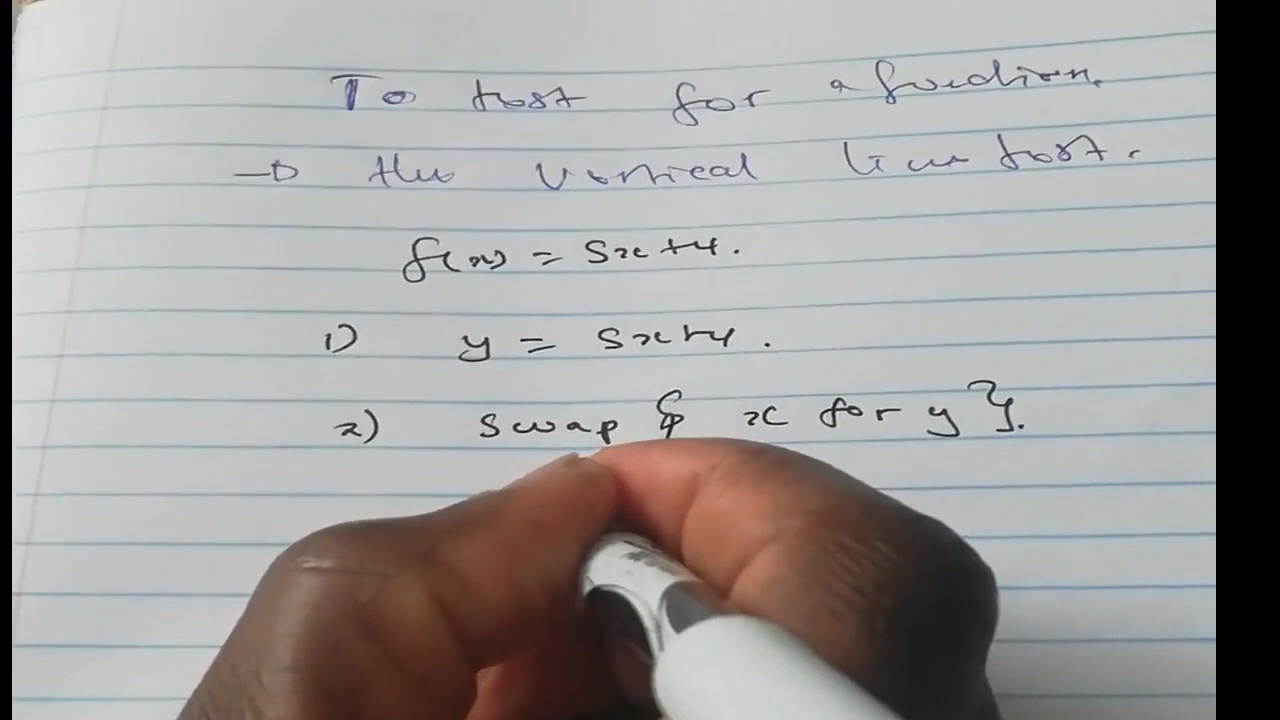 To test for a function.
→ the vertical line test.
f(x) = 5x+4.
1) y = 5x+4.
2) swap { x for y }.